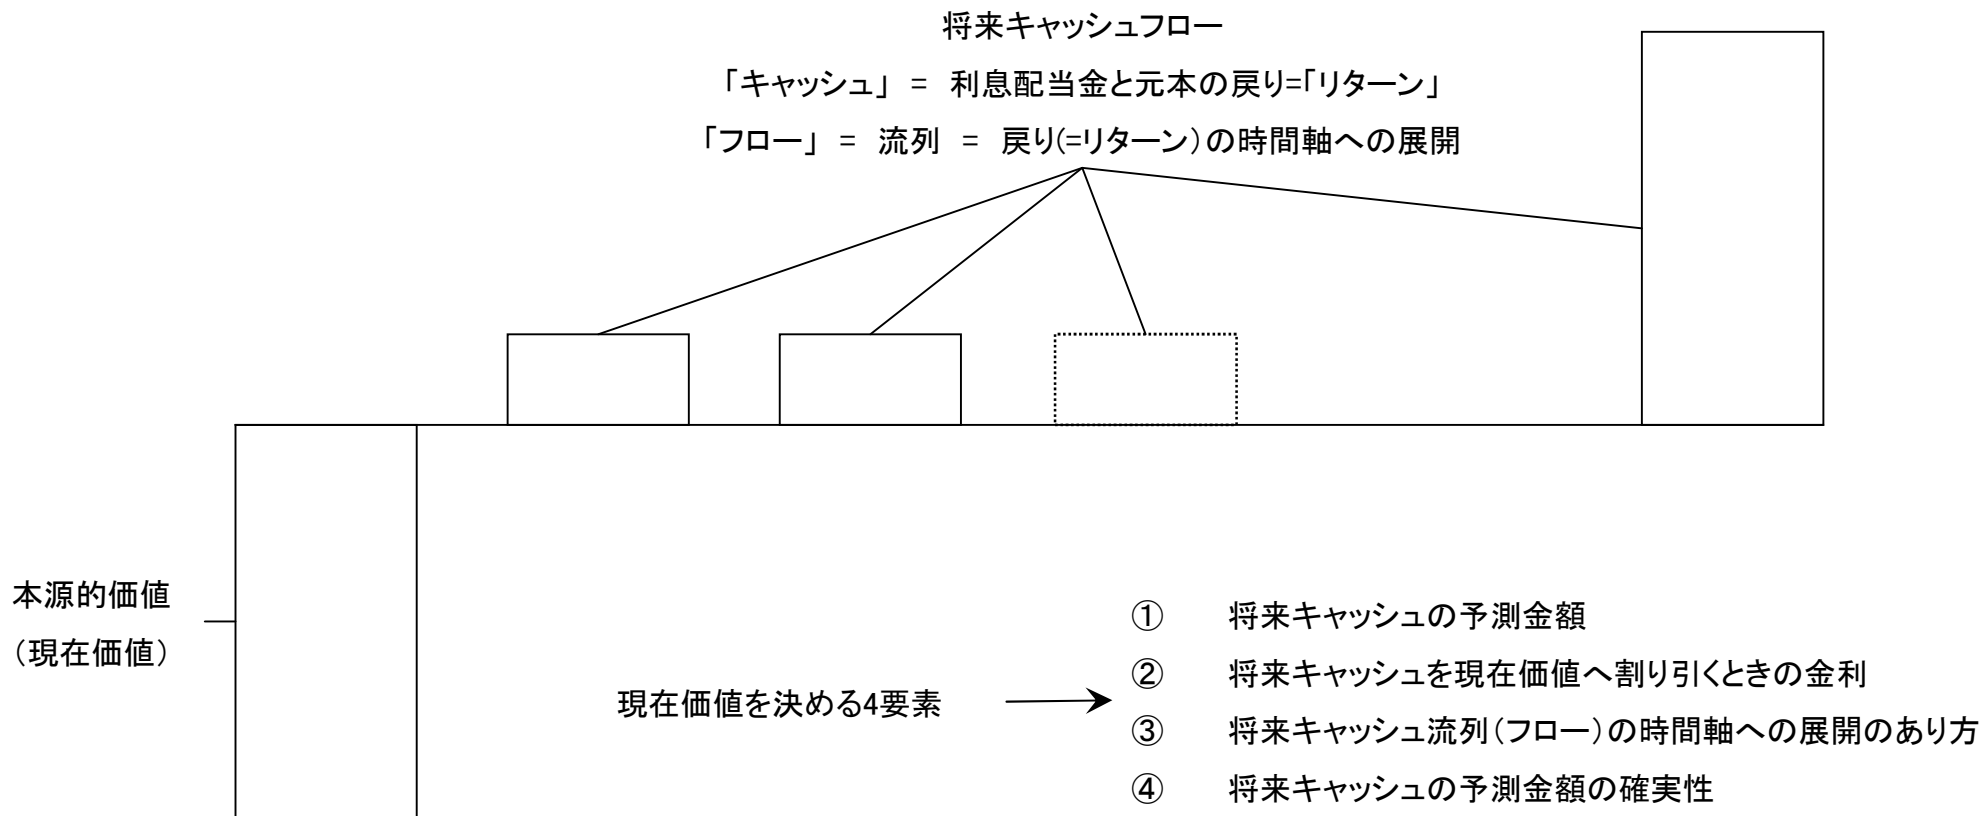 将来キャッシュフロー
「キャッシュ」 = 利息配当金と元本の戻り=「リターン」
「フロー」 = 流列 = 戻り(=リターン)の時間軸への展開
本源的価値
（現在価値）
現在価値を決める4要素
① 将来キャッシュの予測金額
② 将来キャッシュを現在価値へ割り引くときの金利
③ 将来キャッシュ流列(フロー)の時間軸への展開のあり方
④ 将来キャッシュの予測金額の確実性